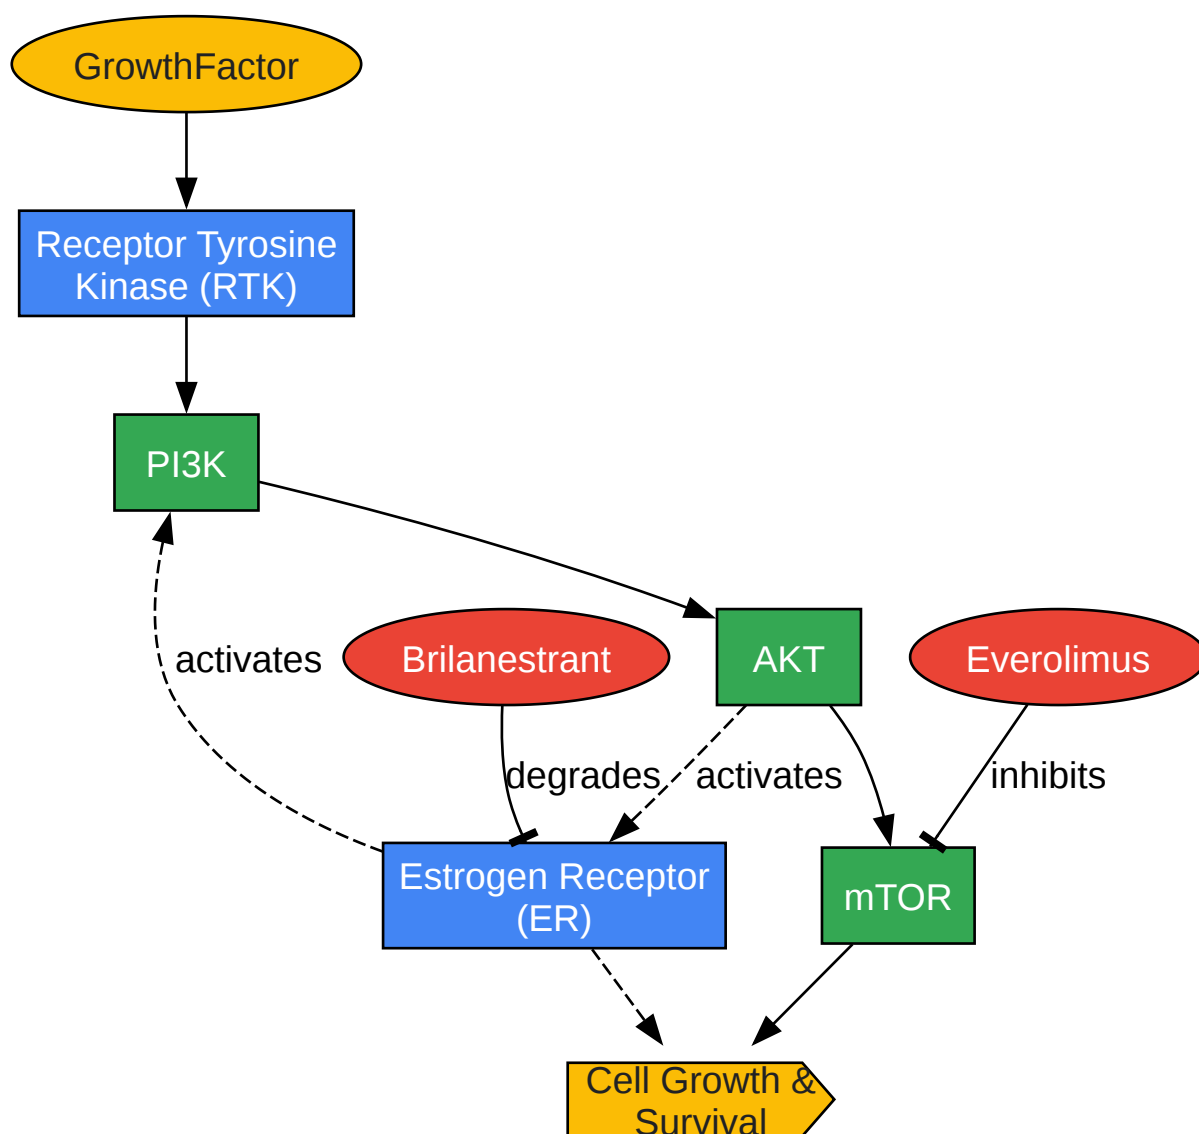 GrowthFactor
Receptor Tyrosine
Kinase (RTK)
PI3K
activates
Brilanestrant
AKT
Everolimus
degrades
activates
inhibits
Estrogen Receptor
(ER)
mTOR
Cell Growth &
Survival